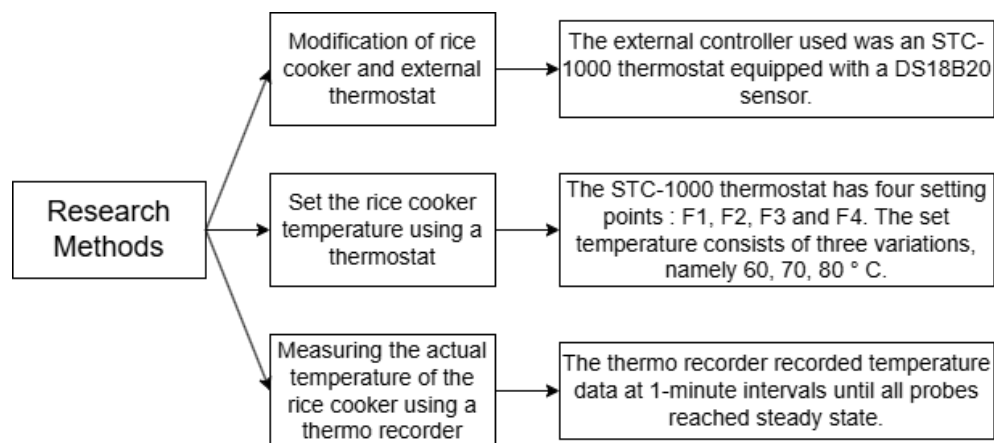 Research
Methods
Modification of rice
cooker and external
thermostat
The external controller used was an STC-
1000 thermostat equipped with a DS18B20
sensor.
Set the rice cooker
temperature using a
thermostat
The STC-1000 thermostat has four setting
points : F1, F2, F3 and F4. The set
temperature consists of three variations,
namely 60, 70, 80 ° C.
Measuring the actual
temperature of the
rice cooker using a
thermo recorder
The thermo recorder recorded temperature
data at 1-minute intervals until all probes
reached steady state.